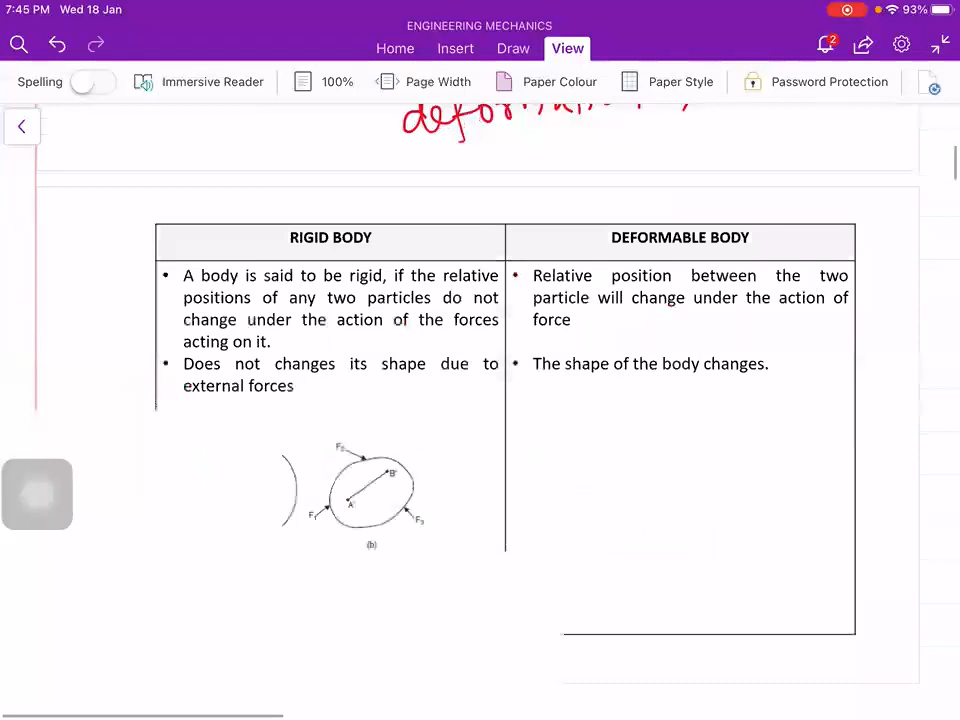 7:45 PM Wed 18 Jan
93%
ENGINEERING MECHANICS
Home Insert Draw View
2
Spelling Immersive Reader 100% Page Width Paper Colour Paper Style Password Protection
RIGID BODY
DEFORMABLE BODY
• A body is said to be rigid, if the relative
positions of any two particles do not
change under the action of the forces
acting on it.
• Does not changes its shape due to
external forces
• Relative position between the two
particle will change under the action of
force
• The shape of the body changes.
F₂
B'
A'
F₁
F₃
(b)